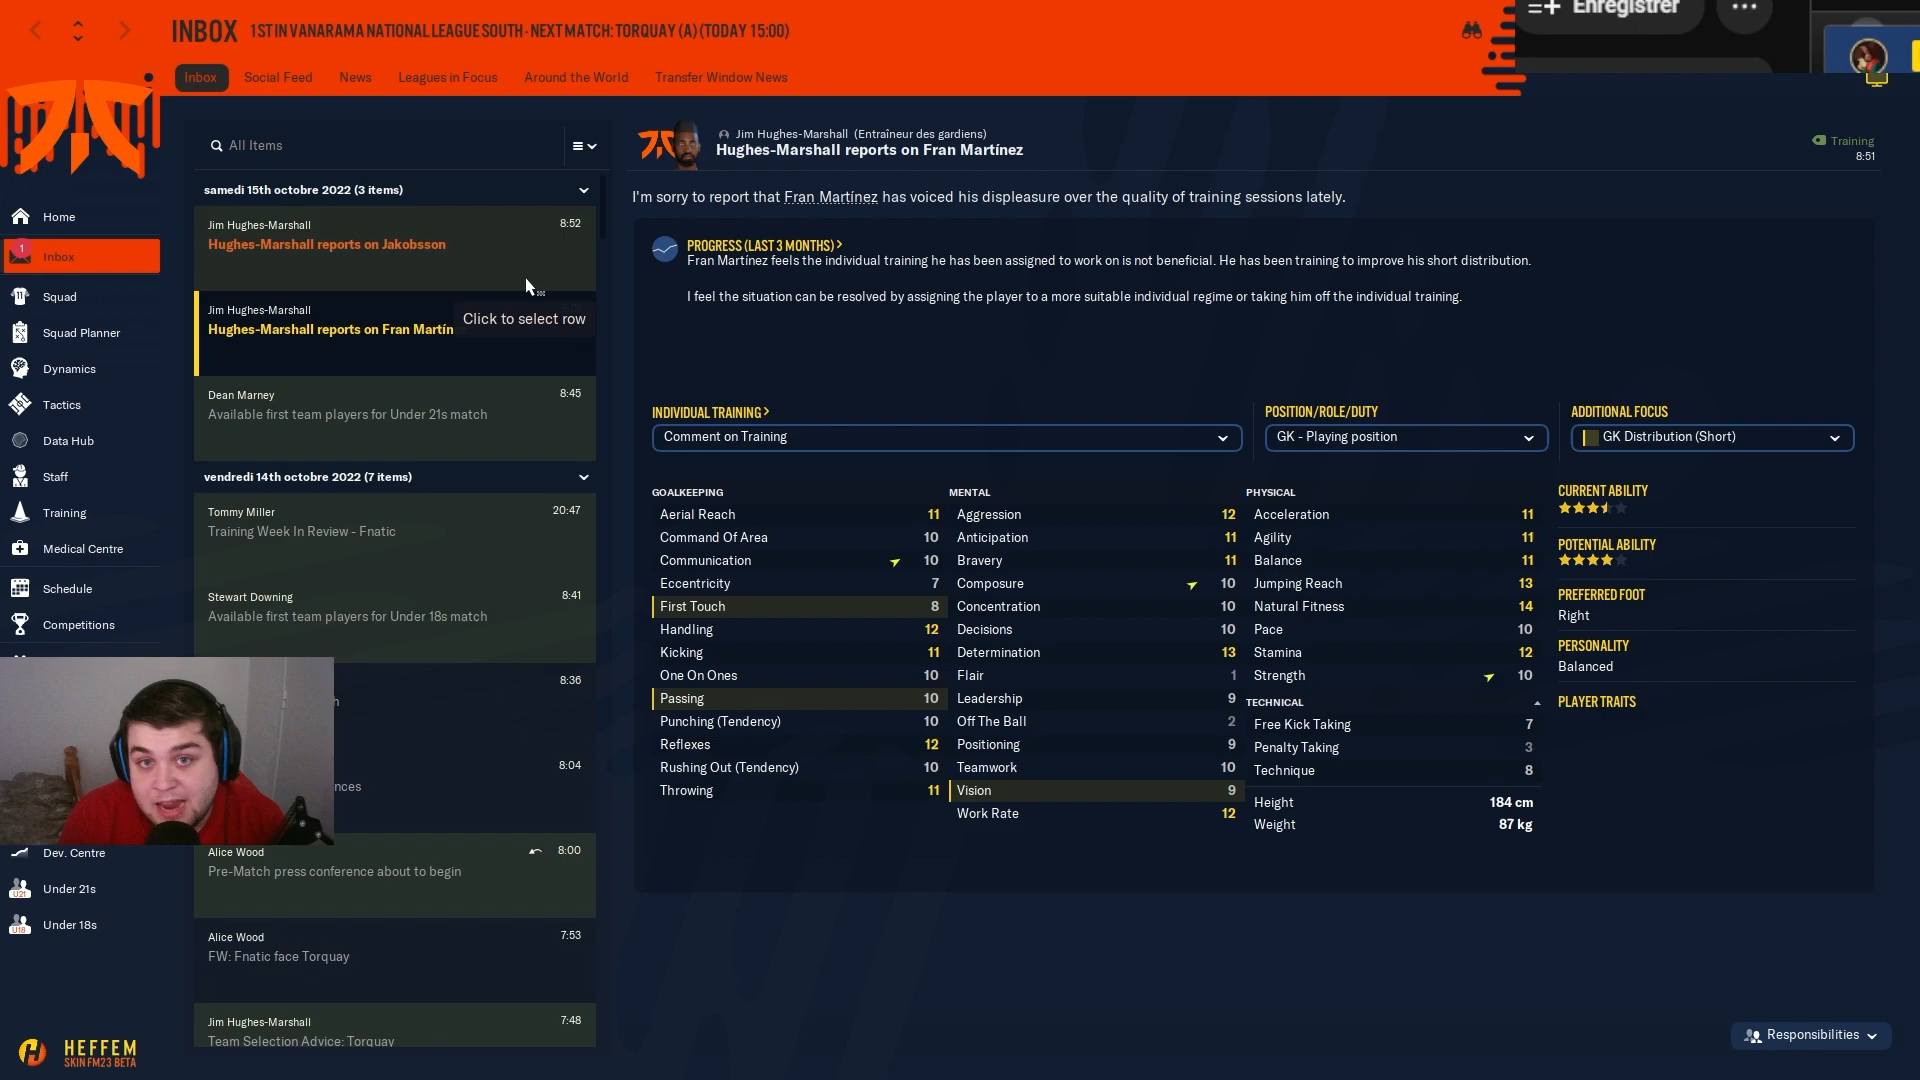 INBOX
1ST IN VANARAMA NATIONAL LEAGUE SOUTH - NEXT MATCH: TORQUAY (A) (TODAY 15:00)
Enregistrer
Inbox
Social Feed
News
Leagues in Focus
Around the World
Transfer Window News
Home
1
Inbox
Squad
Squad Planner
Dynamics
Tactics
Data Hub
Staff
Training
Medical Centre
Schedule
Competitions
Dev. Centre
U21
Under 21s
U18
Under 18s
HEFFEM
SKIN FM23 BETA
All Items
samedi 15th octobre 2022 (3 items)
Jim Hughes-Marshall 8:52
Hughes-Marshall reports on Jakobsson
Jim Hughes-Marshall
Hughes-Marshall reports on Fran Martín
Click to select row
Dean Marney 8:45
Available first team players for Under 21s match
vendredi 14th octobre 2022 (7 items)
Tommy Miller 20:47
Training Week In Review - Fnatic
Stewart Downing 8:41
Available first team players for Under 18s match
8:36
h
8:04
nces
Alice Wood 8:00
Pre-Match press conference about to begin
Alice Wood 7:53
FW: Fnatic face Torquay
Jim Hughes-Marshall 7:48
Team Selection Advice: Torquay
Jim Hughes-Marshall (Entraîneur des gardiens)
Hughes-Marshall reports on Fran Martínez
Training
8:51
I'm sorry to report that Fran Martínez has voiced his displeasure over the quality of training sessions lately.
PROGRESS (LAST 3 MONTHS) >
Fran Martínez feels the individual training he has been assigned to work on is not beneficial. He has been training to improve his short distribution.
I feel the situation can be resolved by assigning the player to a more suitable individual regime or taking him off the individual training.
INDIVIDUAL TRAINING >
Comment on Training
POSITION/ROLE/DUTY
GK - Playing position
ADDITIONAL FOCUS
GK Distribution (Short)
GOALKEEPING
Aerial Reach 11
Command Of Area 10
Communication 10
Eccentricity 7
First Touch 8
Handling 12
Kicking 11
One On Ones 10
Passing 10
Punching (Tendency) 10
Reflexes 12
Rushing Out (Tendency) 10
Throwing 11
MENTAL
Aggression 12
Anticipation 11
Bravery 11
Composure 10
Concentration 10
Decisions 10
Determination 13
Flair 1
Leadership 9
Off The Ball 2
Positioning 9
Teamwork 10
Vision 9
Work Rate 12
PHYSICAL
Acceleration 11
Agility 11
Balance 11
Jumping Reach 13
Natural Fitness 14
Pace 10
Stamina 12
Strength 10
TECHNICAL
Free Kick Taking 7
Penalty Taking 3
Technique 8
Height 184 cm
Weight 87 kg
CURRENT ABILITY
POTENTIAL ABILITY
PREFERRED FOOT
Right
PERSONALITY
Balanced
PLAYER TRAITS
Responsibilities